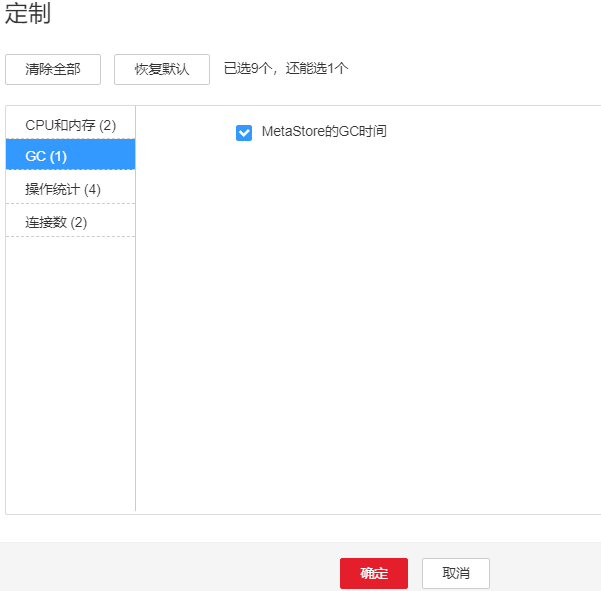 定制
清除全部 恢复默认 已选9个，还能选1个
CPU和内存 (2)
MetaStore的GC时间
GC (1)
操作统计 (4)
连接数 (2)
确定 取消